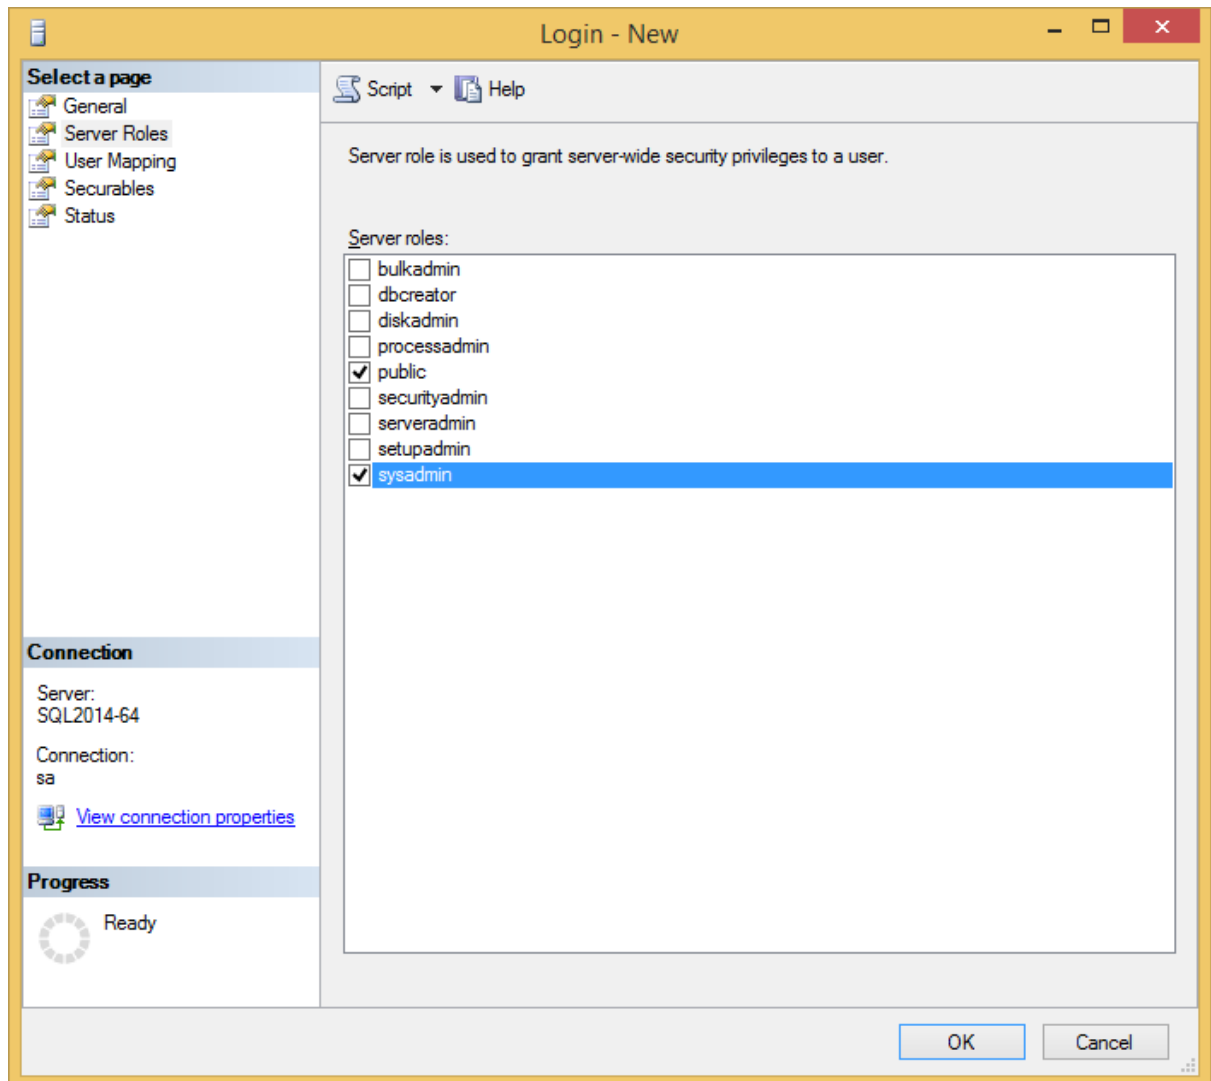 Login - New
Select a page
General
Server Roles
User Mapping
Securables
Status
Script Help
Server role is used to grant server-wide security privileges to a user.
Server roles:
bulkadmin
dbcreator
diskadmin
processadmin
public
securityadmin
serveradmin
setupadmin
sysadmin
Connection
Server:
SQL2014-64
Connection:
sa
View connection properties
Progress
Ready
OK Cancel